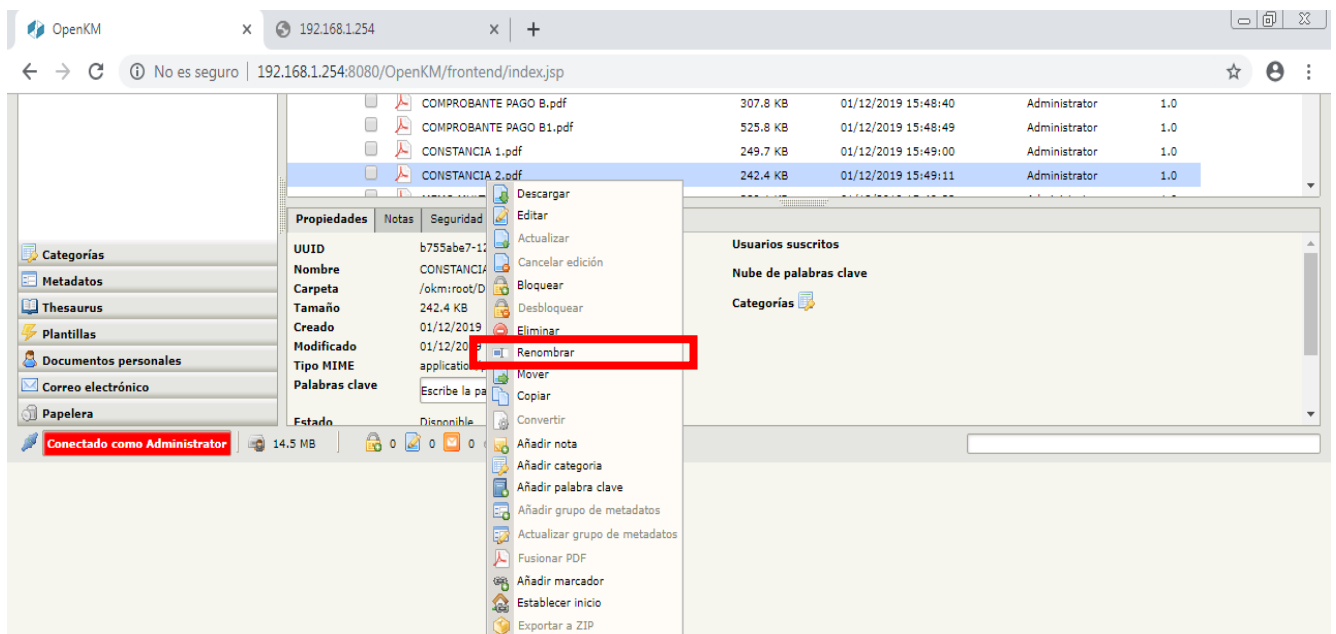 OpenKM
192.168.1.254
No es seguro | 192.168.1.254:8080/OpenKM/frontend/index.jsp
COMPROBANTE PAGO B.pdf 307.8 KB 01/12/2019 15:48:40 Administrator 1.0
COMPROBANTE PAGO B1.pdf 525.8 KB 01/12/2019 15:48:49 Administrator 1.0
CONSTANCIA 1.pdf 249.7 KB 01/12/2019 15:49:00 Administrator 1.0
CONSTANCIA 2.pdf 242.4 KB 01/12/2019 15:49:11 Administrator 1.0
Categorías
Metadatos
Thesaurus
Plantillas
Documentos personales
Correo electrónico
Papelera
Propiedades Notas Seguridad
UUID b755abe7-12
Nombre CONSTANCIA
Carpeta /okm:root/D
Tamaño 242.4 KB
Creado 01/12/2019
Modificado 01/12/2019
Tipo MIME application/p
Palabras clave Escribe la pa
Estado Disponible
Usuarios suscritos
Nube de palabras clave
Categorías
Descargar
Editar
Actualizar
Cancelar edición
Bloquear
Desbloquear
Eliminar
Renombrar
Mover
Copiar
Convertir
Añadir nota
Añadir categoria
Añadir palabra clave
Añadir grupo de metadatos
Actualizar grupo de metadatos
Fusionar PDF
Añadir marcador
Establecer inicio
Exportar a ZIP
Conectado como Administrator 14.5 MB 0 0 0